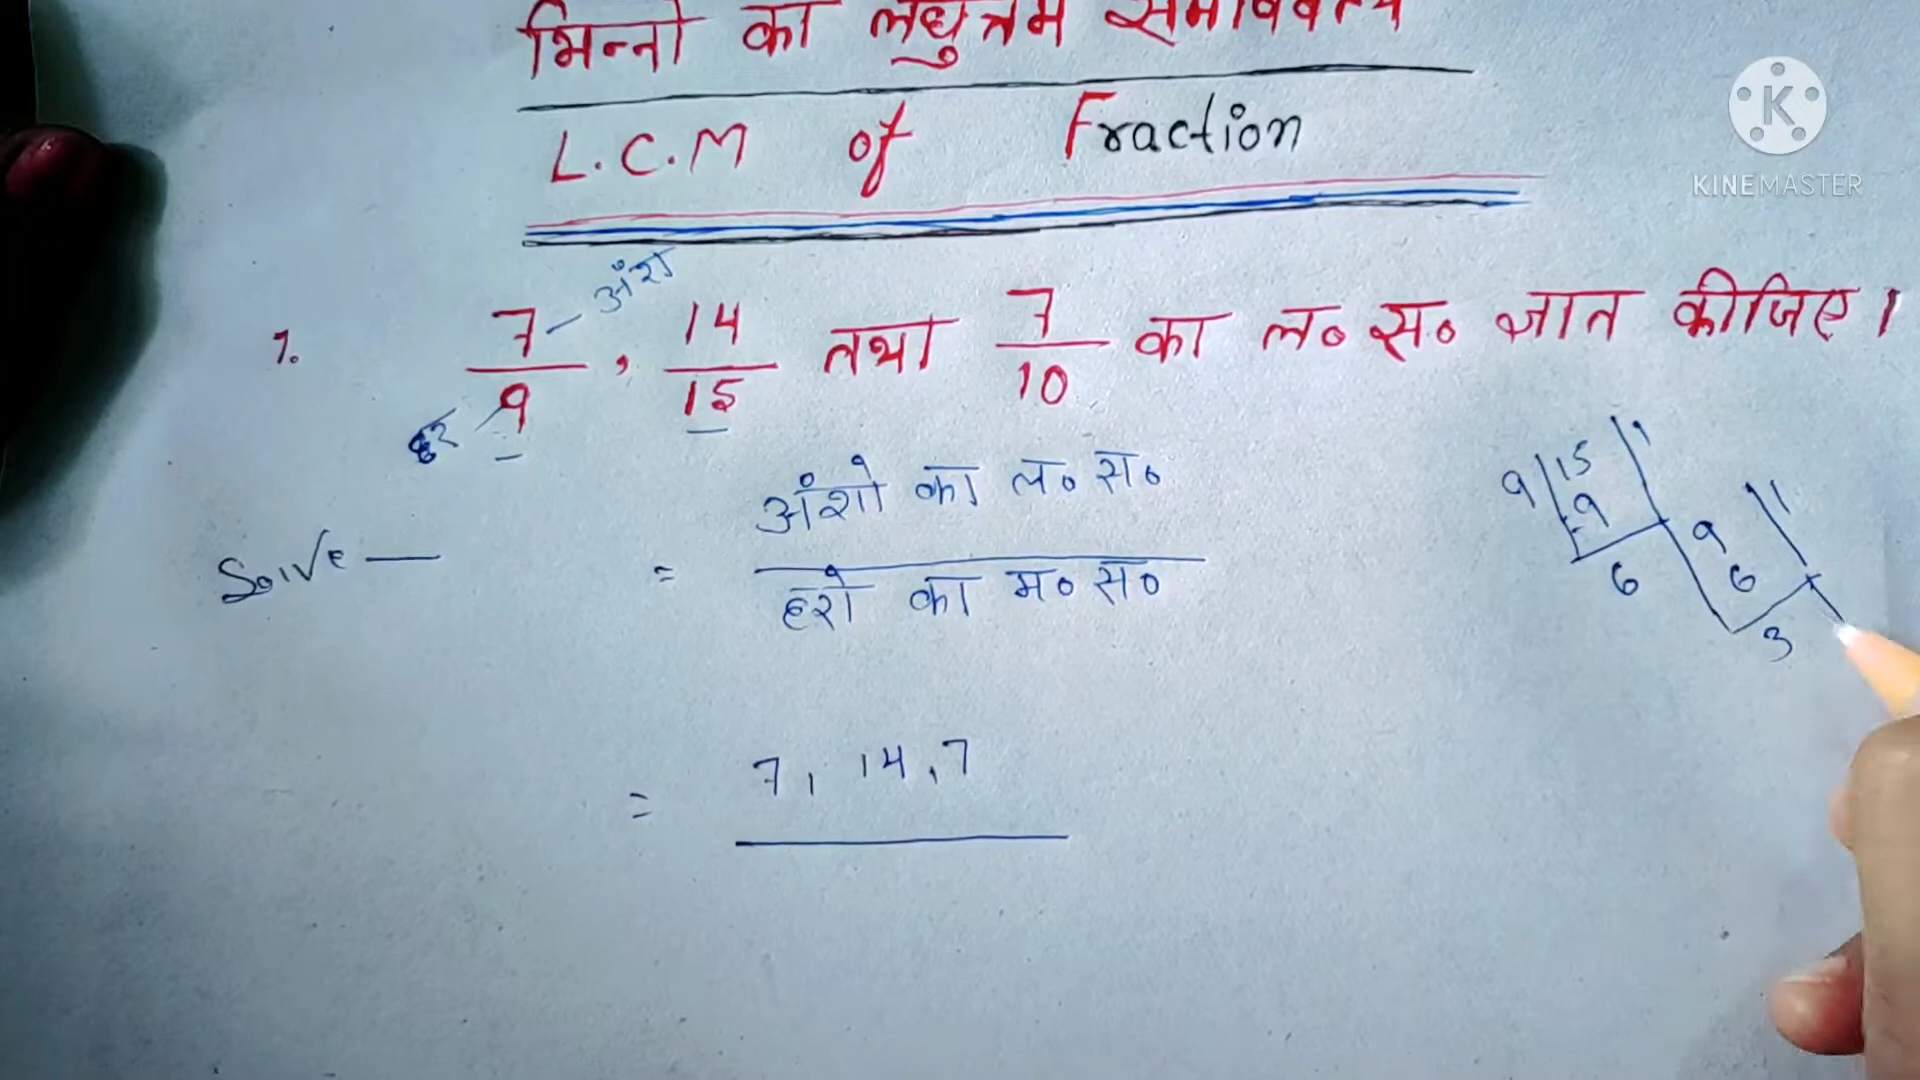 भिन्नों का लघुत्तम समापवर्त्य
L.C.M of Fraction
KINEMASTER
1. 7/9 – अंश, 14/15 तथा 7/10 का ल० स० ज्ञात कीजिए।
हर
Solve — = अंशो का ल० स०
हरो का म० स०
= 7, 14, 7
9 15 1
9
6 9 1
6
3